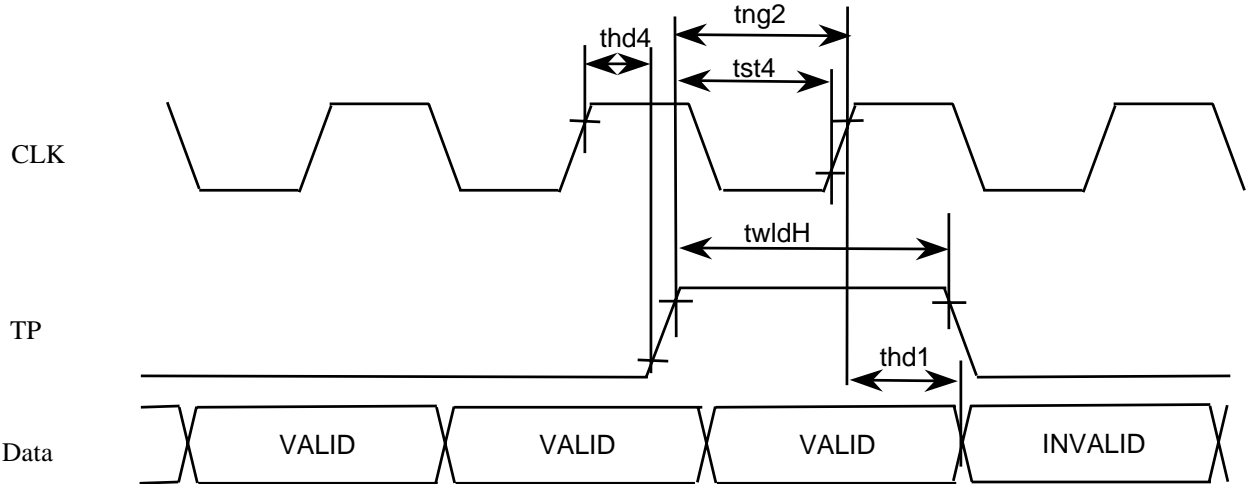 tng2
thd4
tst4
CLK
twldH
TP
thd1
Data
VALID
VALID
VALID
INVALID